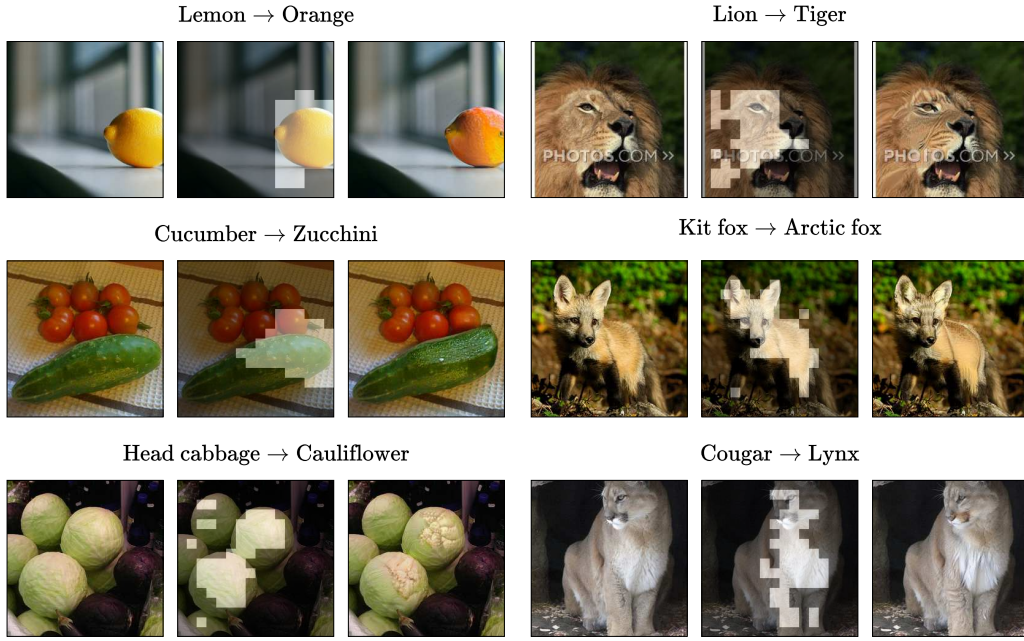 Lemon → Orange
Lion → Tiger
PHOTOS.COM »
PHOTOS.COM »
PHOTOS.COM »
Cucumber → Zucchini
Kit fox → Arctic fox
Head cabbage → Cauliflower
Cougar → Lynx